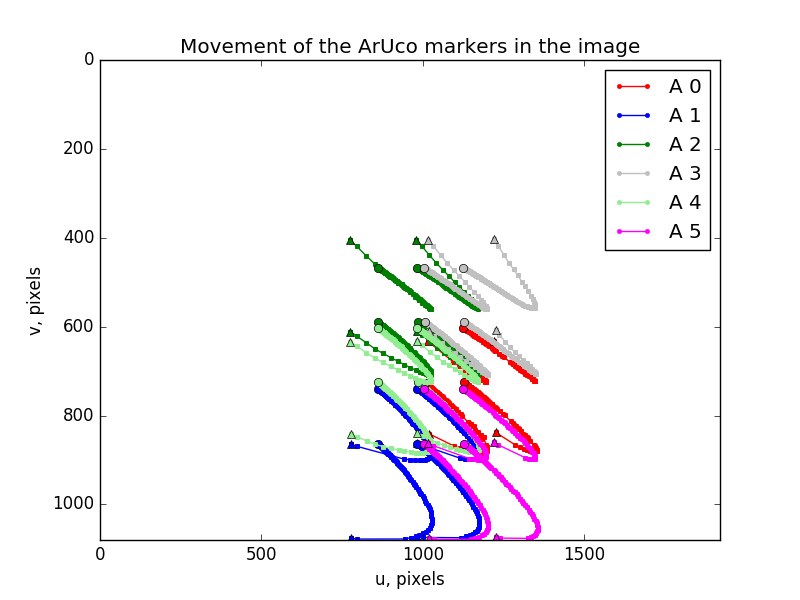 Movement of the ArUco markers in the image
0
200
400
600
800
1000
v, pixels
A 0
A 1
A 2
A 3
A 4
A 5
0
500
1000
1500
u, pixels